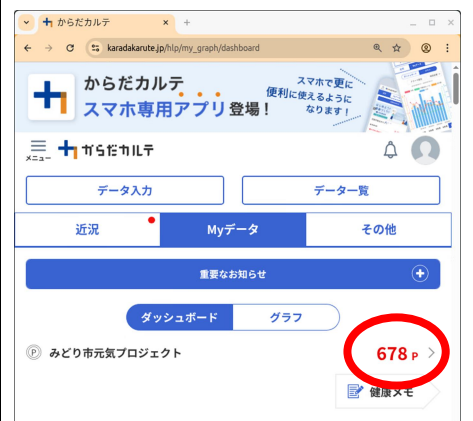 からだカルテ
karadakarute.jp/hlp/my_graph/dashboard
からだカルテ
スマホ専用アプリ登場!
スマホで更に
便利に使えるように
なります!
メニュー
からだカルテ
データ入力
データ一覧
近況
Myデータ
その他
重要なお知らせ
ダッシュボード
グラフ
P みどり市元気プロジェクト
678 P
健康メモ